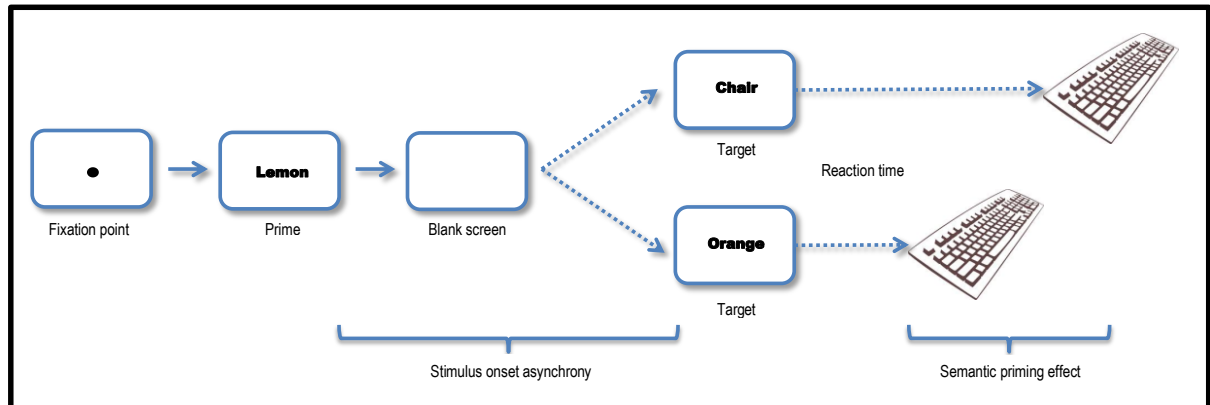 Chair
Target
Reaction time
Lemon
Fixation point
Prime
Blank screen
Orange
Target
Stimulus onset asynchrony
Semantic priming effect